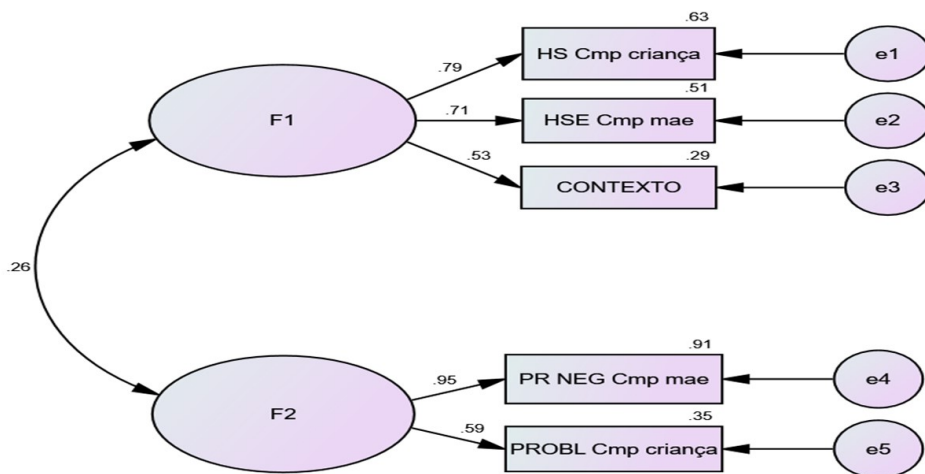 .63
HS Cmp criança
e1
.79
.51
F1
.71
HSE Cmp mae
e2
.53
.29
CONTEXTO
e3
.26
.91
PR NEG Cmp mae
e4
.95
F2
.35
.59
PROBL Cmp criança
e5